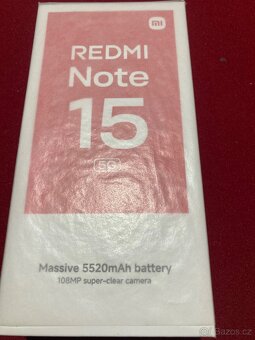 mi
REDMI
Note
15
5G
Massive 5520mAh battery
108MP super-clear camera
Bazos.cz